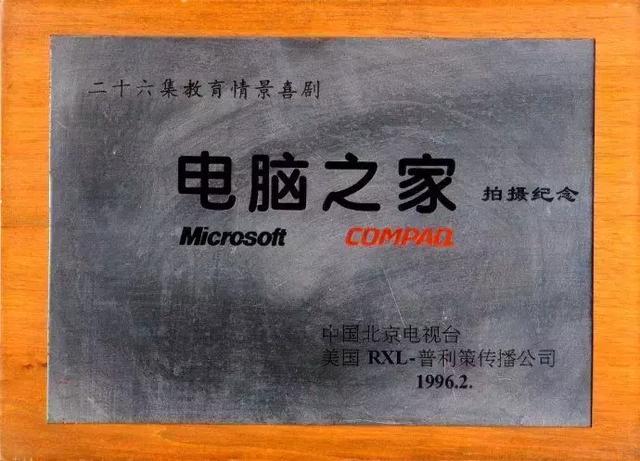 二十六集教育情景喜剧
电脑之家 拍摄纪念
Microsoft COMPAQ
中国北京电视台
美国 RXL-普利策传播公司
1996.2.